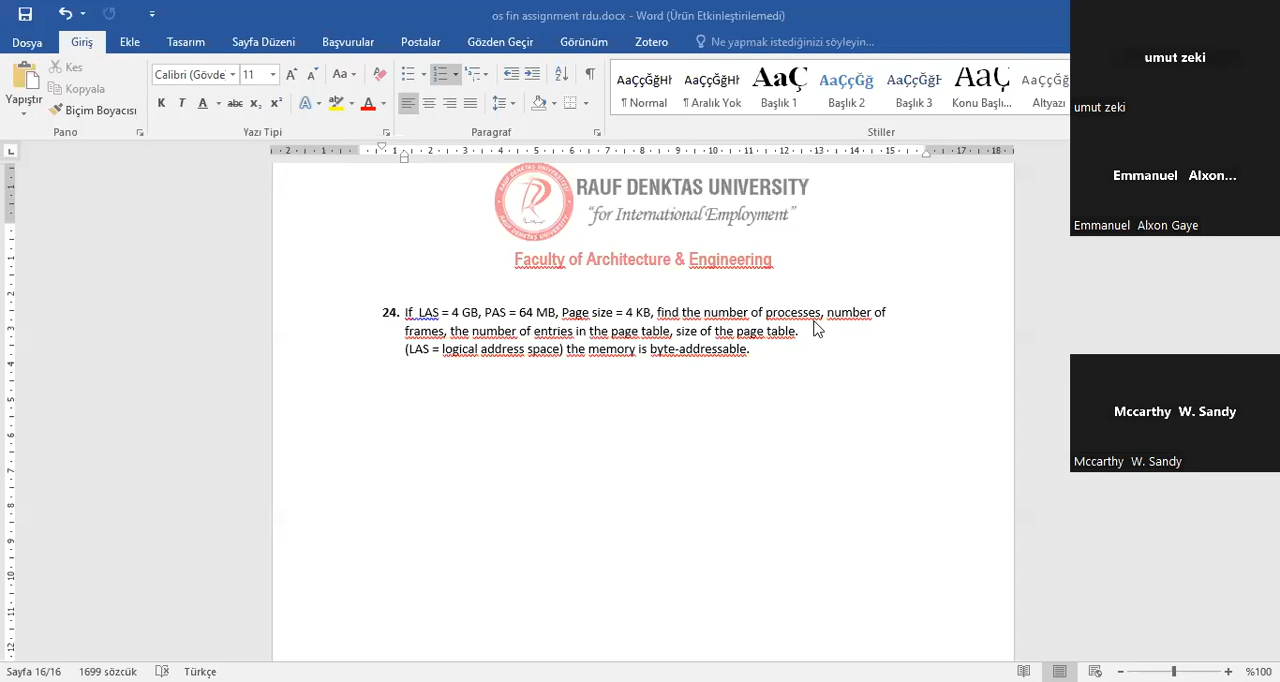 os fin assignment rdu.docx - Word (Ürün Etkinleştirilemedi)
Dosya Giriş Ekle Tasarım Sayfa Düzeni Başvurular Postalar Gözden Geçir Görünüm Zotero Ne yapmak istediğinizi söyleyin...
Yapıştır
Kes
Kopyala
Biçim Boyacısı
Pano
Calibri (Gövde 11
Yazı Tipi
Paragraf
AaÇçĞğHł AaÇçĞğHł AaÇ AaÇçĞğ AaÇçĞğł AaÇ AaÇçĞğ
¶ Normal ¶ Aralık Yok Başlık 1 Başlık 2 Başlık 3 Konu Başlı... Altyazı
Stiller
RAUF DENKTAS UNIVERSITY
“for International Employment”
Faculty of Architecture & Engineering
24. If LAS = 4 GB, PAS = 64 MB, Page size = 4 KB, find the number of processes, number of
frames, the number of entries in the page table, size of the page table.
(LAS = logical address space) the memory is byte-addressable.
umut zeki
umut zeki
Emmanuel Alxon...
Emmanuel Alxon Gaye
Mccarthy W. Sandy
Mccarthy W. Sandy
Sayfa 16/16 1699 sözcük Türkçe %100